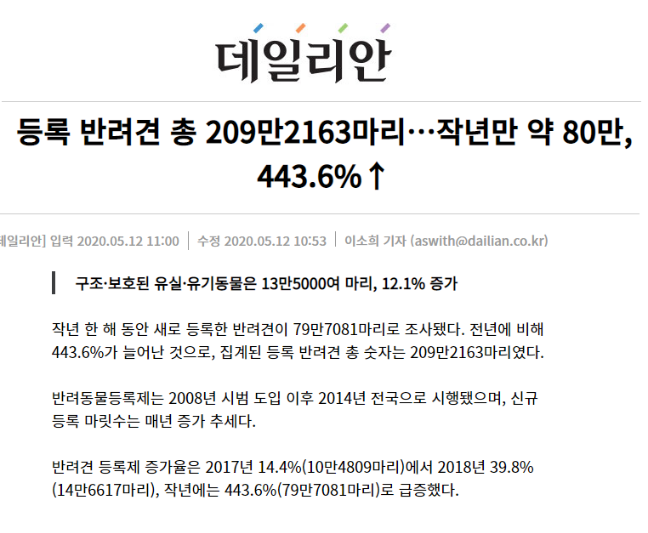 데일리안
등록 반려견 총 209만2163마리…작년만 약 80만,
443.6%↑
데일리안] 입력 2020.05.12 11:00 수정 2020.05.12 10:53 이소희 기자 (aswith@dailian.co.kr)
구조·보호된 유실·유기동물은 13만5000여 마리, 12.1% 증가
작년 한 해 동안 새로 등록한 반려견이 79만7081마리로 조사됐다. 전년에 비해
443.6%가 늘어난 것으로, 집계된 등록 반려견 총 숫자는 209만2163마리였다.
반려동물등록제는 2008년 시범 도입 이후 2014년 전국으로 시행됐으며, 신규
등록 마릿수는 매년 증가 추세다.
반려견 등록제 증가율은 2017년 14.4%(10만4809마리)에서 2018년 39.8%
(14만6617마리), 작년에는 443.6%(79만7081마리)로 급증했다.